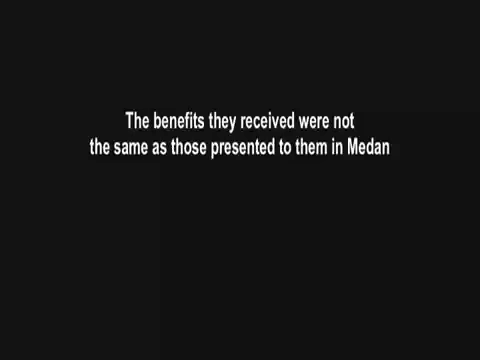 The benefits they received were not
the same as those presented to them in Medan